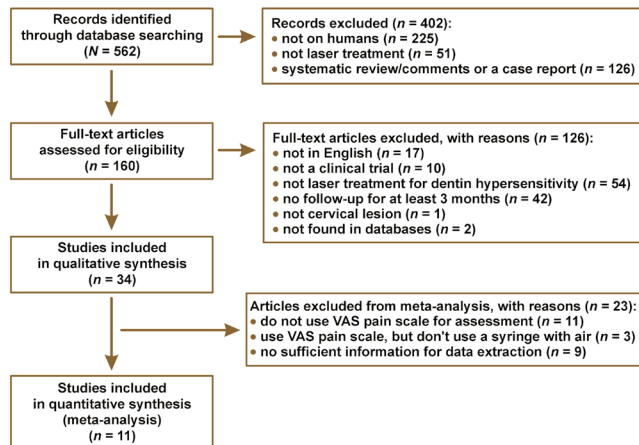 Records identified
through database searching
(N = 562)
Records excluded (n = 402):
• not on humans (n = 225)
• not laser treatment (n = 51)
• systematic review/comments or a case report (n = 126)
Full-text articles
assessed for eligibility
(n = 160)
Full-text articles excluded, with reasons (n = 126):
• not in English (n = 17)
• not a clinical trial (n = 10)
• not laser treatment for dentin hypersensitivity (n = 54)
• no follow-up for at least 3 months (n = 42)
• not cervical lesion (n = 1)
• not found in databases (n = 2)
Studies included
in qualitative synthesis
(n = 34)
Articles excluded from meta-analysis, with reasons (n = 23):
• do not use VAS pain scale for assessment (n = 11)
• use VAS pain scale, but don't use a syringe with air (n = 3)
• no sufficient information for data extraction (n = 9)
Studies included
in quantitative synthesis
(meta-analysis)
(n = 11)